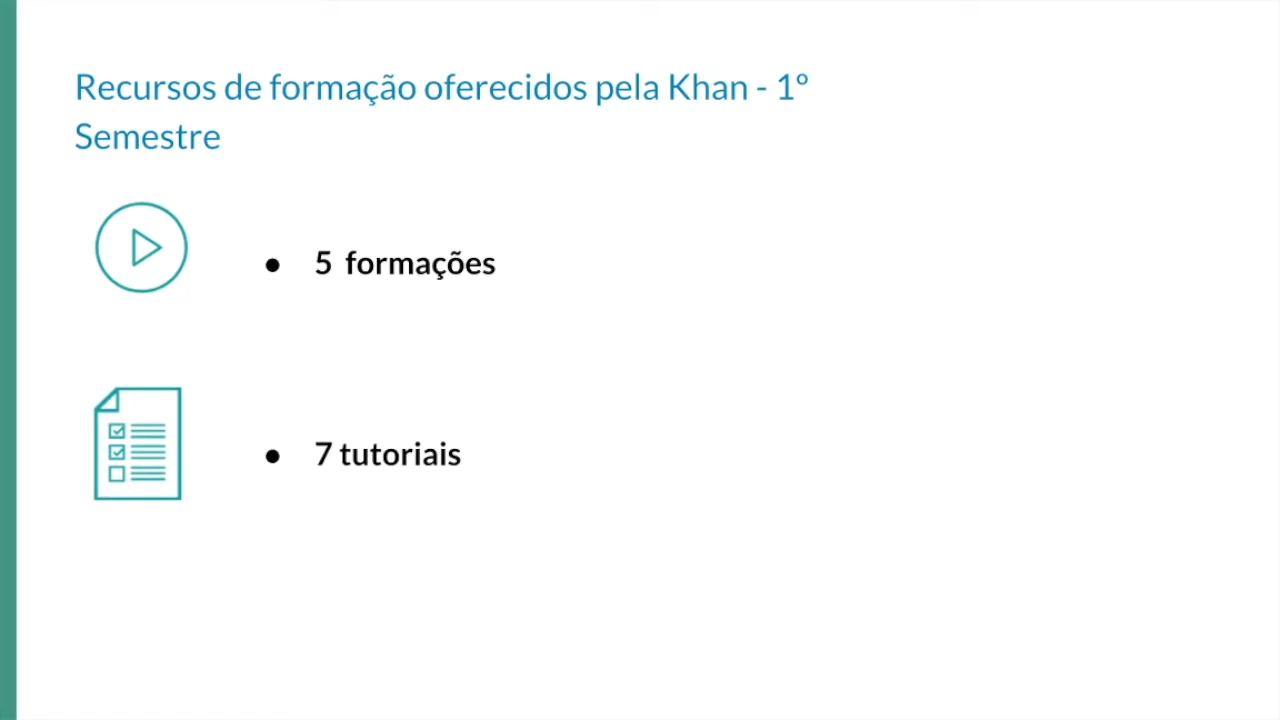 Recursos de formação oferecidos pela Khan - 1º
Semestre
● 5 formações
● 7 tutoriais